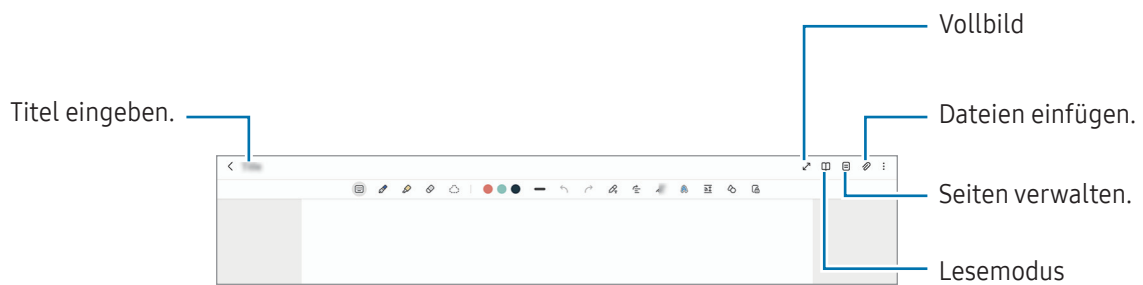 Vollbild
Titel eingeben.
Dateien einfügen.
Seiten verwalten.
Lesemodus